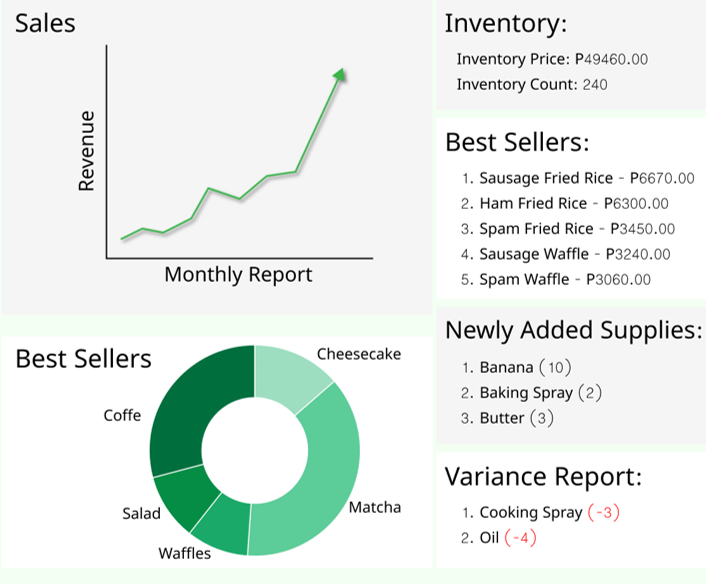 Sales
Revenue
Monthly Report
Best Sellers
Cheesecake
Coffe
Matcha
Salad
Waffles
Inventory:
Inventory Price: P49460.00
Inventory Count: 240
Best Sellers:
1. Sausage Fried Rice - P6670.00
2. Ham Fried Rice - P6300.00
3. Spam Fried Rice - P3450.00
4. Sausage Waffle - P3240.00
5. Spam Waffle - P3060.00
Newly Added Supplies:
1. Banana (10)
2. Baking Spray (2)
3. Butter (3)
Variance Report:
1. Cooking Spray (-3)
2. Oil (-4)